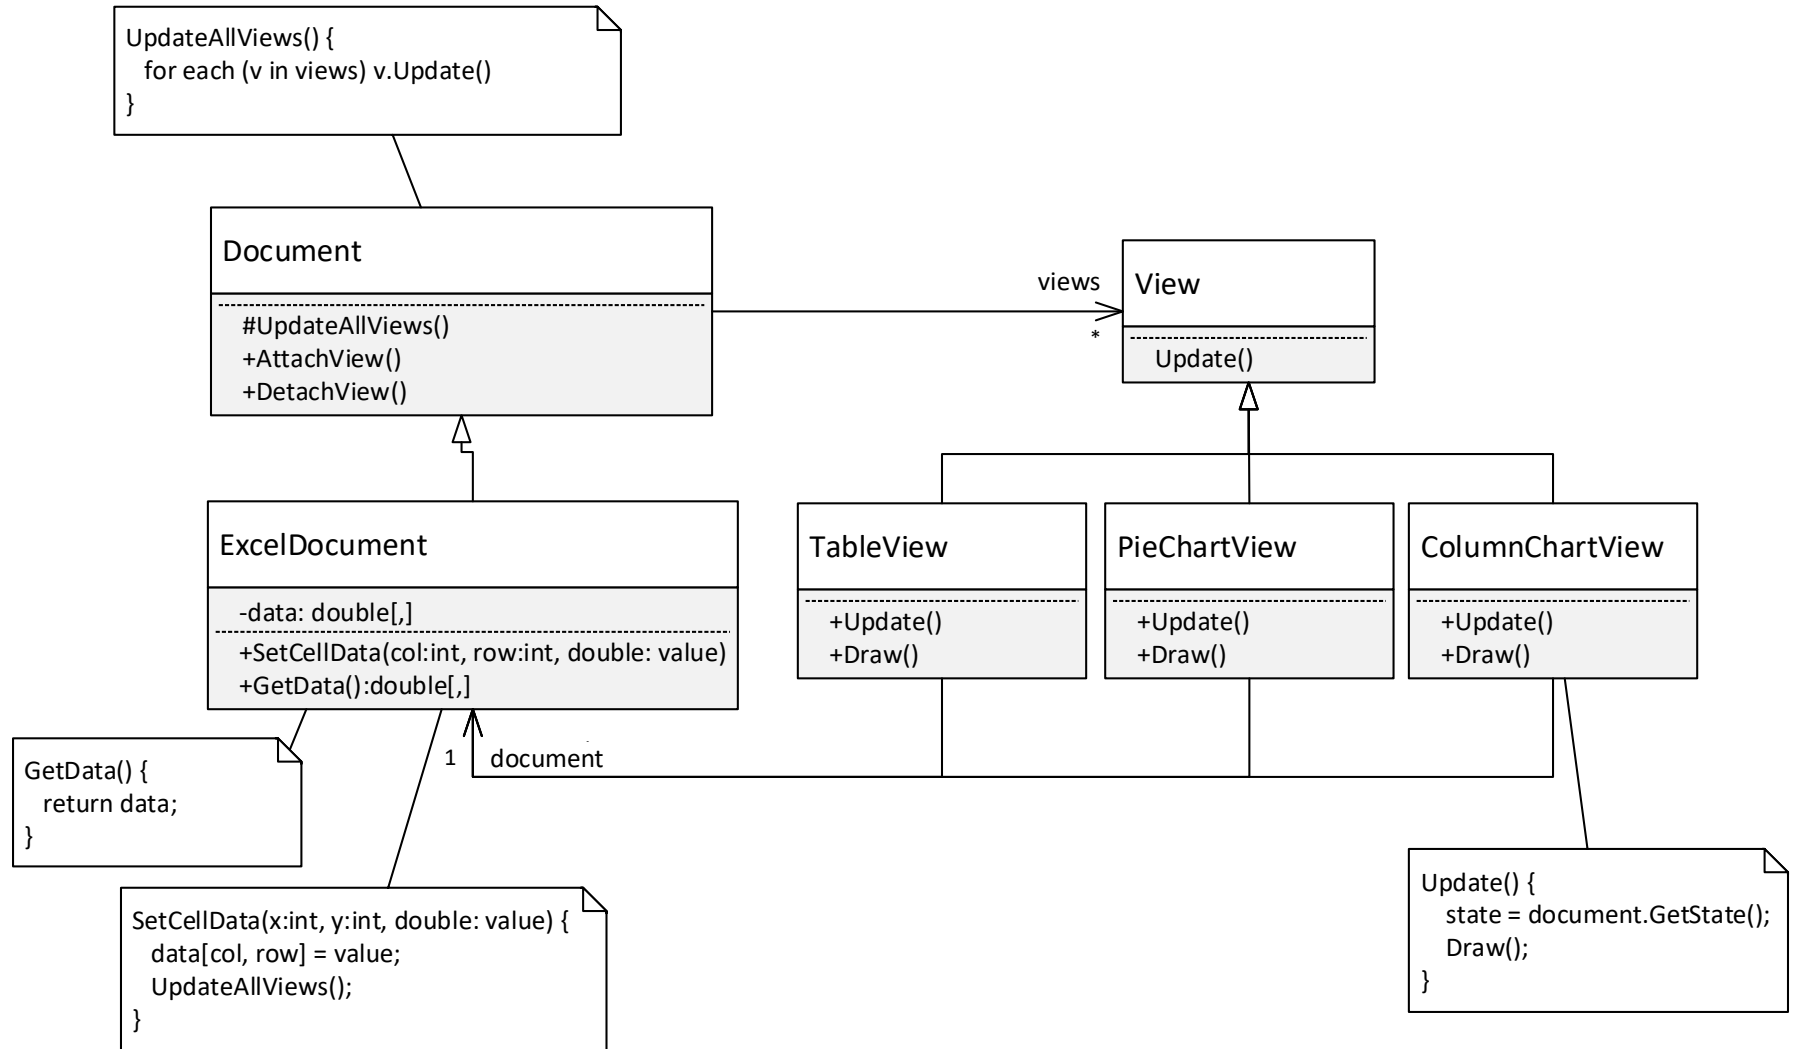 UpdateAllViews() {
for each (v in views) v.Update()
}
Document
#UpdateAllViews()
+AttachView()
+DetachView()
views
*
View
Update()
ExcelDocument
-data: double[,]
+SetCellData(col:int, row:int, double: value)
+GetData():double[,]
TableView
+Update()
+Draw()
PieChartView
+Update()
+Draw()
ColumnChartView
+Update()
+Draw()
1
document
GetData() {
return data;
}
SetCellData(x:int, y:int, double: value) {
data[col, row] = value;
UpdateAllViews();
}
Update() {
state = document.GetState();
Draw();
}